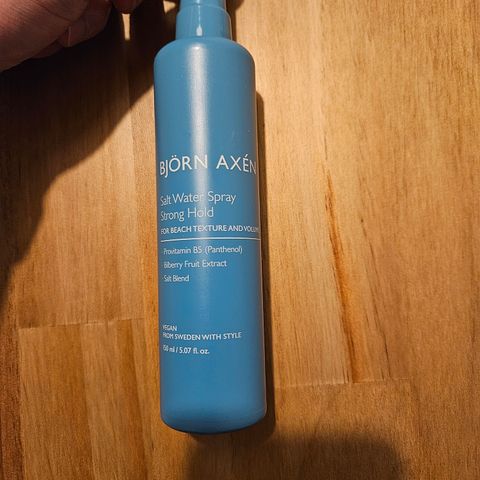 BJÖRN AXÉN
Salt Water Spray
Strong Hold
FOR BEACH TEXTURE AND VOLUME
· Provitamin B5 (Panthenol)
· Bilberry Fruit Extract
· Salt Blend
VEGAN
FROM SWEDEN WITH STYLE
150 ml / 5.07 fl. oz.